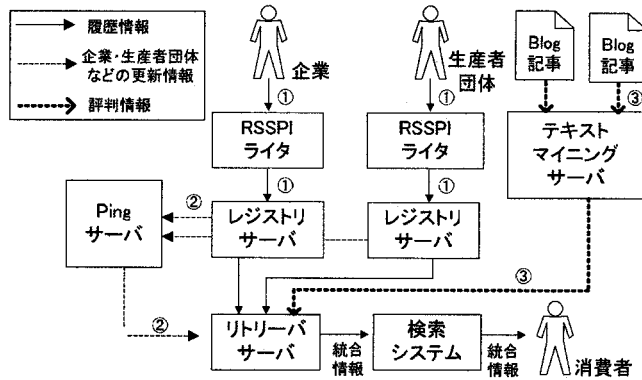 履歴情報
企業・生産者団体
などの更新情報
評判情報
企業
生産者
団体
Blog
記事
Blog
記事
①
①
③
RSSPI
ライタ
RSSPI
ライタ
テキスト
マイニング
サーバ
①
①
Ping
サーバ
②
レジストリ
サーバ
レジストリ
サーバ
③
②
リトリーバ
サーバ
統合
情報
検索
システム
統合
情報
消費者